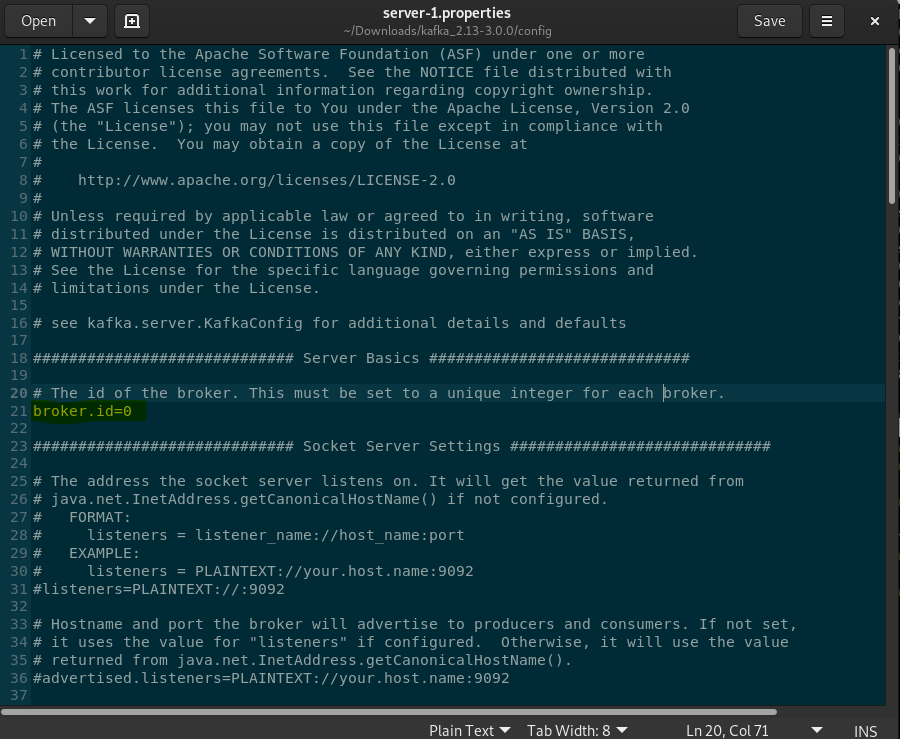 Open
server-1.properties
~/Downloads/kafka_2.13-3.0.0/config
Save
1 # Licensed to the Apache Software Foundation (ASF) under one or more
2 # contributor license agreements.  See the NOTICE file distributed with
3 # this work for additional information regarding copyright ownership.
4 # The ASF licenses this file to You under the Apache License, Version 2.0
5 # (the "License"); you may not use this file except in compliance with
6 # the License.  You may obtain a copy of the License at
7 #
8 #    http://www.apache.org/licenses/LICENSE-2.0
9 #
10 # Unless required by applicable law or agreed to in writing, software
11 # distributed under the License is distributed on an "AS IS" BASIS,
12 # WITHOUT WARRANTIES OR CONDITIONS OF ANY KIND, either express or implied.
13 # See the License for the specific language governing permissions and
14 # limitations under the License.
15
16 # see kafka.server.KafkaConfig for additional details and defaults
17
18 ############################# Server Basics #############################
19
20 # The id of the broker. This must be set to a unique integer for each broker.
21 broker.id=0
22
23 ############################# Socket Server Settings #############################
24
25 # The address the socket server listens on. It will get the value returned from
26 # java.net.InetAddress.getCanonicalHostName() if not configured.
27 #   FORMAT:
28 #     listeners = listener_name://host_name:port
29 #   EXAMPLE:
30 #     listeners = PLAINTEXT://your.host.name:9092
31 #listeners=PLAINTEXT://:9092
32
33 # Hostname and port the broker will advertise to producers and consumers. If not set,
34 # it uses the value for "listeners" if configured.  Otherwise, it will use the value
35 # returned from java.net.InetAddress.getCanonicalHostName().
36 #advertised.listeners=PLAINTEXT://your.host.name:9092
37
Plain Text Tab Width: 8 Ln 20, Col 71 INS